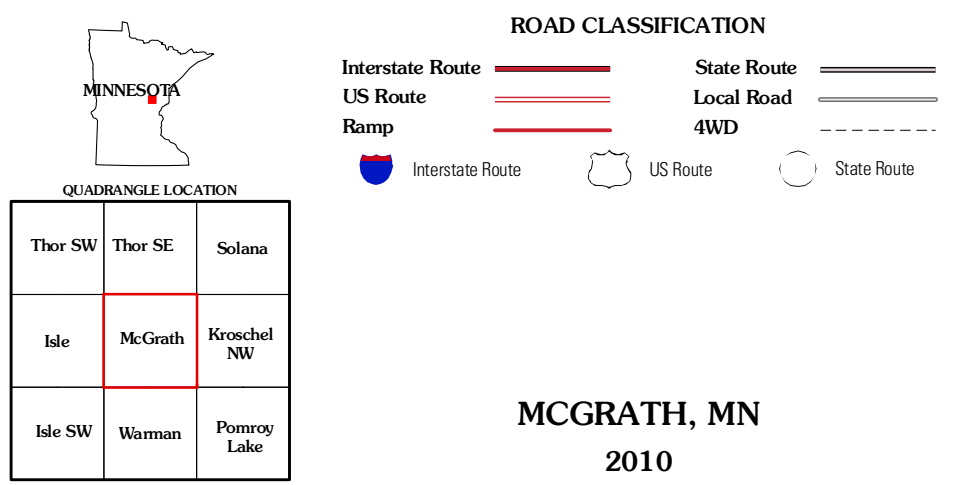 MINNESOTA
QUADRANGLE LOCATION
Thor SW
Thor SE
Solana
Isle
McGrath
Kroschel
NW
Isle SW
Warman
Pomroy
Lake
ROAD CLASSIFICATION
Interstate Route
State Route
US Route
Local Road
Ramp
4WD
Interstate Route
US Route
State Route
MCGRATH, MN
2010